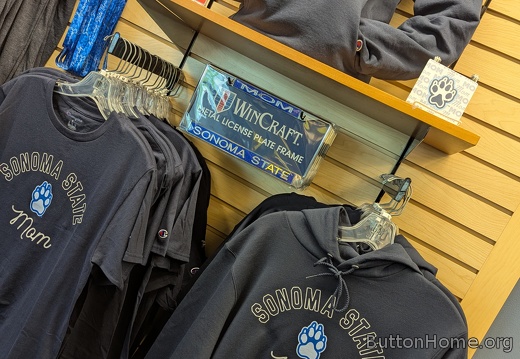 MOM
WINCRAFT
METAL LICENSE PLATE FRAME
SONOMA STATE
SONOMA STATE
Mom
SONOMA STATE
ButtonHome.org